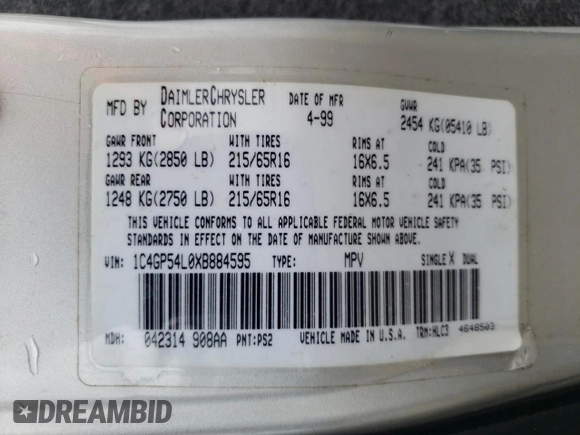 MFD BY DAIMLERCHRYSLER CORPORATION DATE OF MFR 4-99 GVWR 2454 KG(05410 LB)
GAWR FRONT WITH TIRES RIMS AT COLD
1293 KG(2850 LB) 215/65R16 16X6.5 241 KPA(35 PSI)
GAWR REAR WITH TIRES RIMS AT COLD
1248 KG(2750 LB) 215/65R16 16X6.5 241 KPA(35 PSI)
THIS VEHICLE CONFORMS TO ALL APPLICABLE FEDERAL MOTOR VEHICLE SAFETY
STANDARDS IN EFFECT ON THE DATE OF MANUFACTURE SHOWN ABOVE.
VIN: 1C4GP54L0XB884595 TYPE: MPV SINGLE X DUAL
MDH: 042314 908AA PNT:PS2 VEHICLE MADE IN U.S.A. TRM:HLC3 4648503
DREAMBID